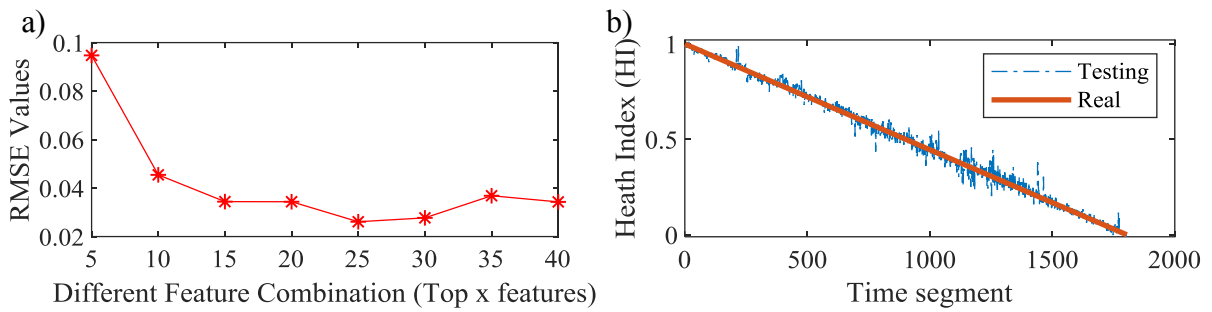 a)
0.1
0.08
0.06
0.04
0.02
RMSE Values
5 10 15 20 25 30 35 40
Different Feature Combination (Top x features)
b)
1
0.5
0
Heath Index (HI)
Testing
Real
0 500 1000 1500 2000
Time segment